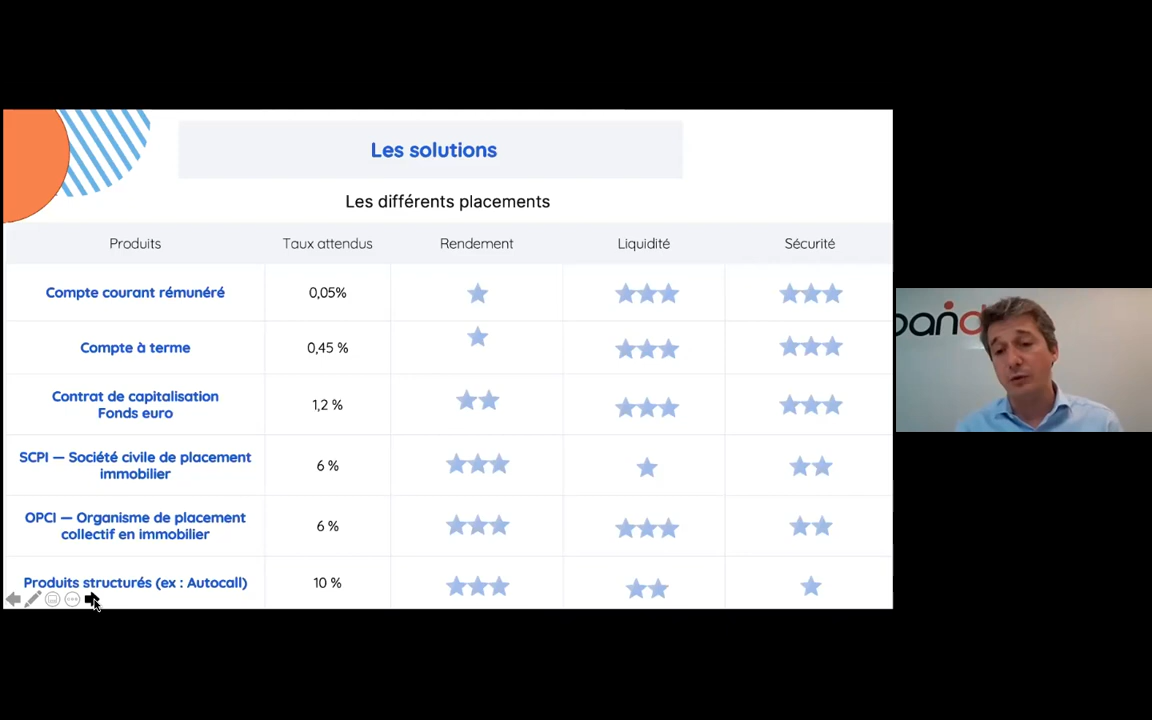 Les solutions
Les différents placements
Produits Taux attendus Rendement Liquidité Sécurité
Compte courant rémunéré 0,05%
Compte à terme 0,45 %
Contrat de capitalisation
Fonds euro 1,2 %
SCPI — Société civile de placement
immobilier 6 %
OPCI — Organisme de placement
collectif en immobilier 6 %
Produits structurés (ex : Autocall) 10 %